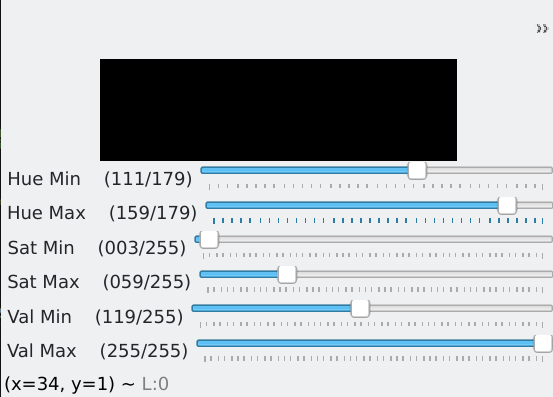 Hue Min (111/179)
Hue Max (159/179)
Sat Min (003/255)
Sat Max (059/255)
Val Min (119/255)
Val Max (255/255)
(x=34, y=1) ~ L:0